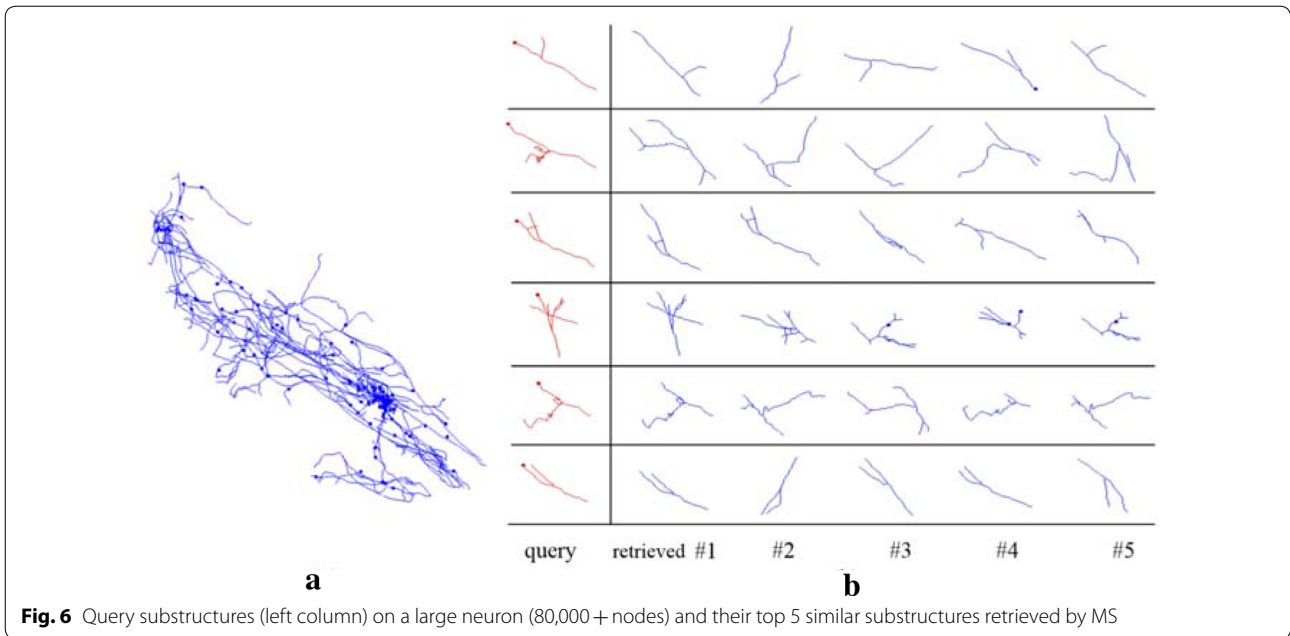 query retrieved #1 #2 #3 #4 #5
a b
Fig. 6 Query substructures (left column) on a large neuron (80,000 + nodes) and their top 5 similar substructures retrieved by MS